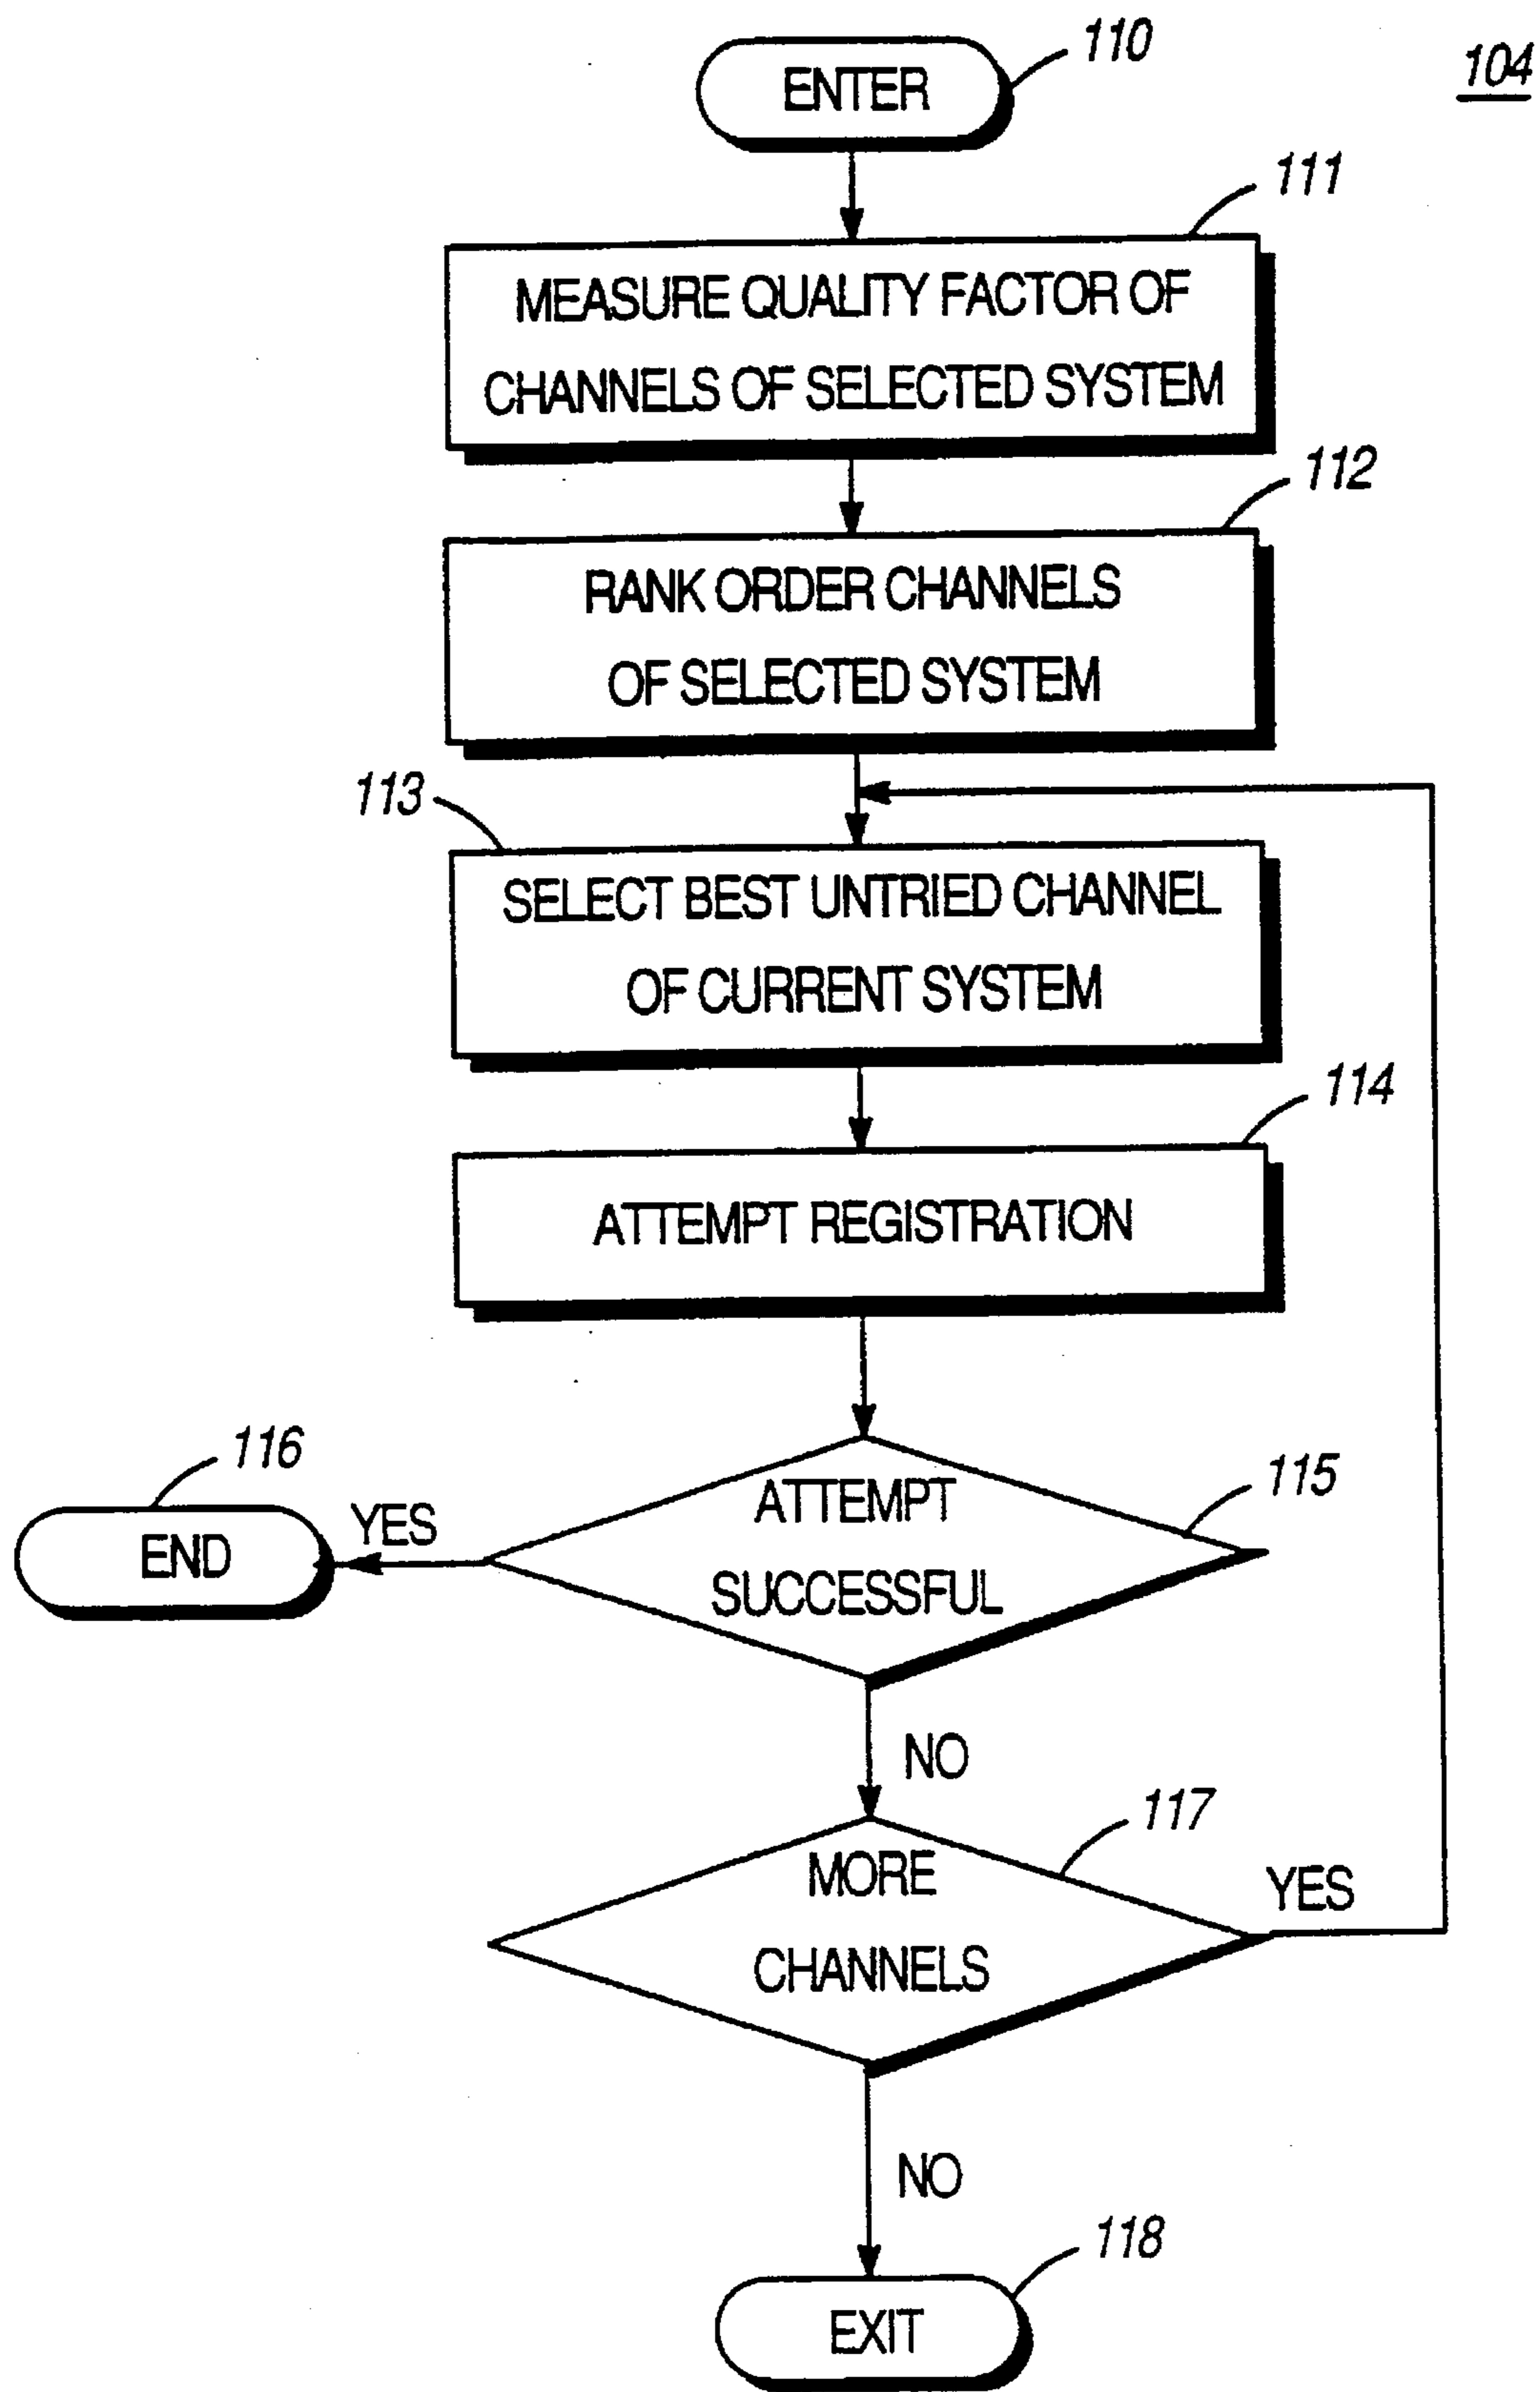 110
104
ENTER
111
MEASURE QUALITY FACTOR OF
CHANNELS OF SELECTED SYSTEM
112
RANK ORDER CHANNELS
OF SELECTED SYSTEM
113
SELECT BEST UNTRIED CHANNEL
OF CURRENT SYSTEM
114
ATTEMPT REGISTRATION
116
115
ATTEMPT
SUCCESSFUL
YES
END
NO
117
MORE
CHANNELS
YES
NO
118
EXIT